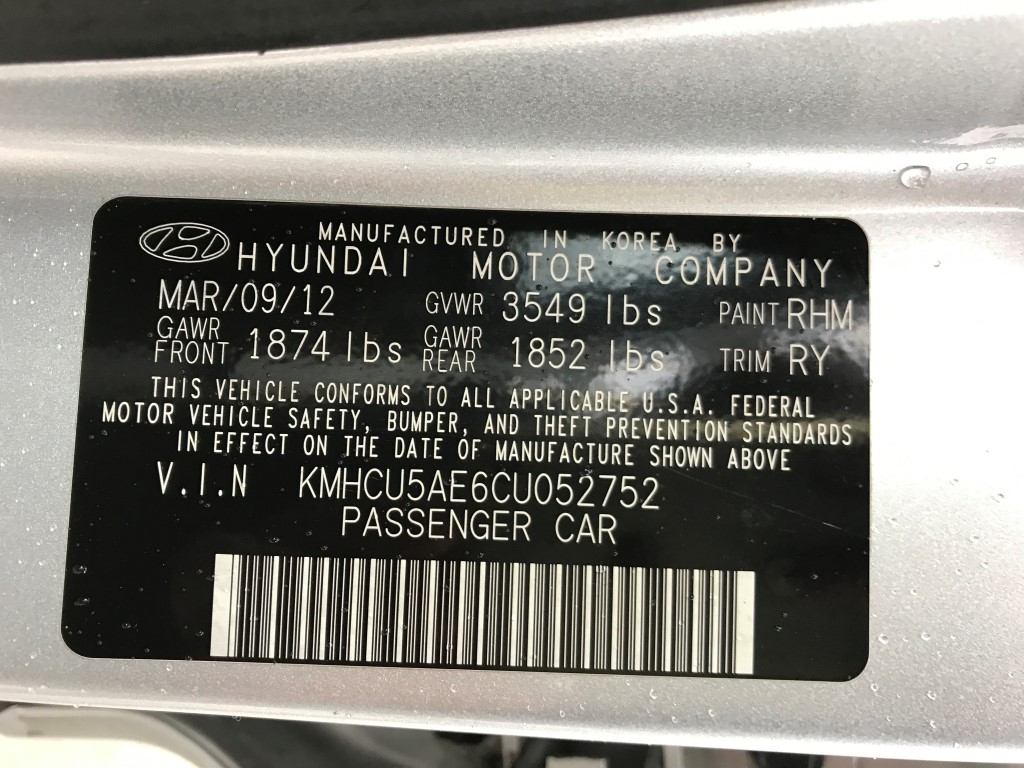 MANUFACTURED IN KOREA BY
HYUNDAI MOTOR COMPANY
MAR/09/12 GVWR 3549 lbs PAINT RHM
GAWR FRONT 1874 lbs GAWR REAR 1852 lbs TRIM RY
THIS VEHICLE CONFORMS TO ALL APPLICABLE U.S.A. FEDERAL
MOTOR VEHICLE SAFETY, BUMPER, AND THEFT PREVENTION STANDARDS
IN EFFECT ON THE DATE OF MANUFACTURE SHOWN ABOVE
V.I.N KMHCU5AE6CU052752
PASSENGER CAR